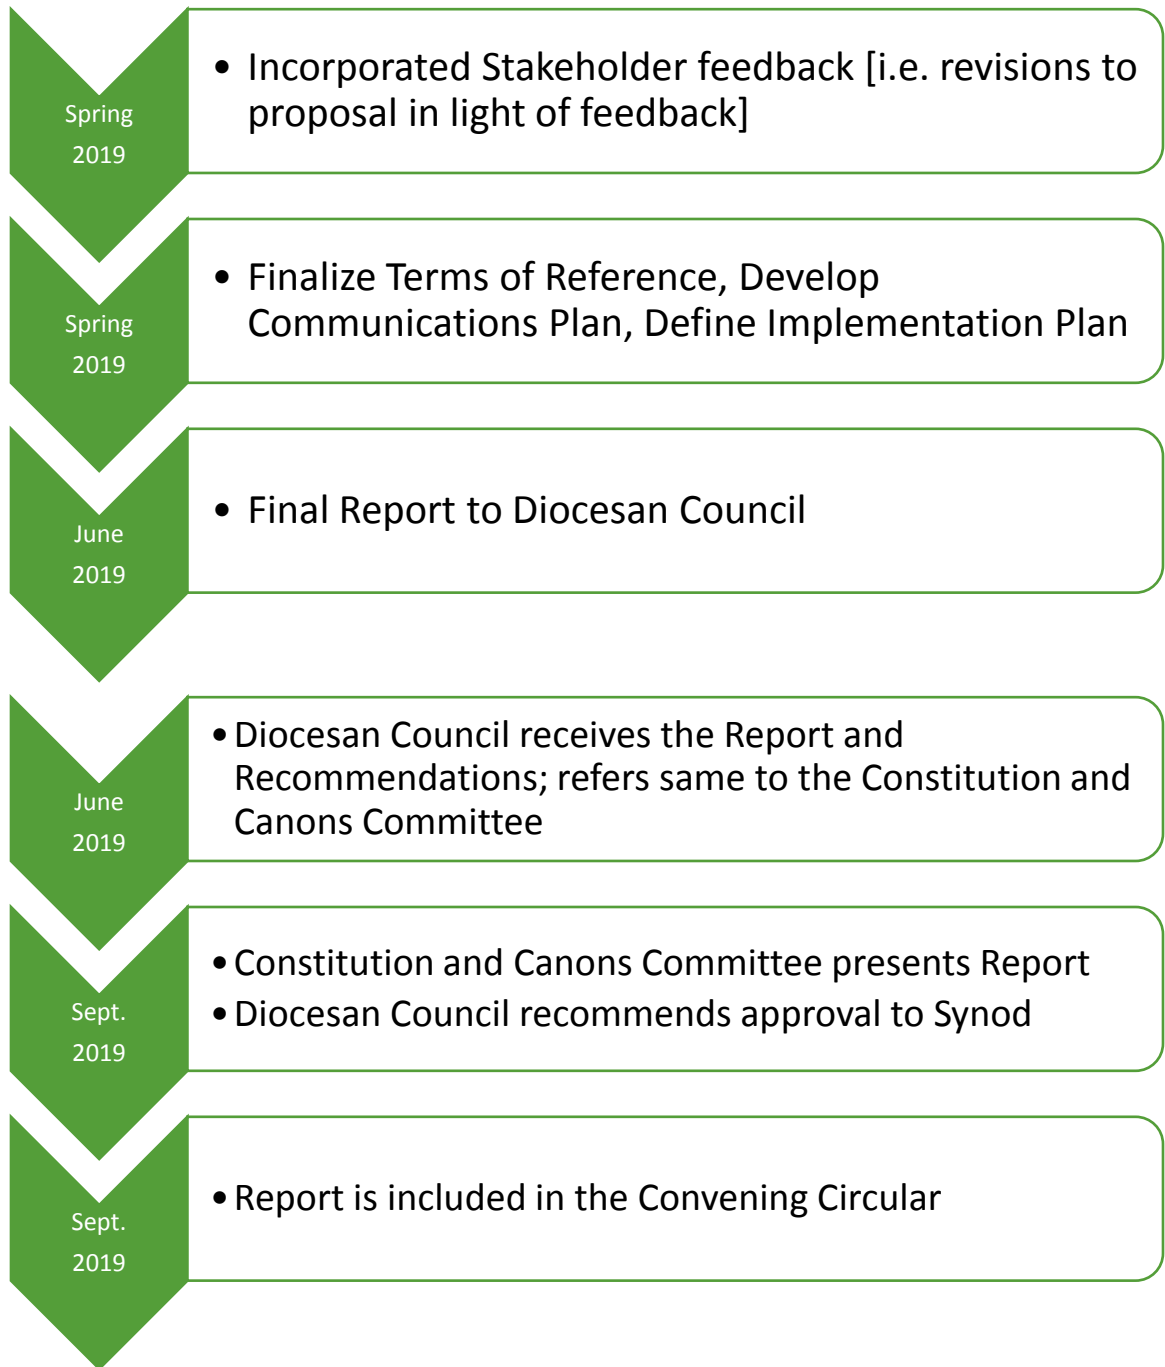 Spring
2019
• Incorporated Stakeholder feedback [i.e. revisions to
proposal in light of feedback]
Spring
2019
• Finalize Terms of Reference, Develop
Communications Plan, Define Implementation Plan
June
2019
• Final Report to Diocesan Council
June
2019
• Diocesan Council receives the Report and
Recommendations; refers same to the Constitution and
Canons Committee
Sept.
2019
• Constitution and Canons Committee presents Report
• Diocesan Council recommends approval to Synod
Sept.
2019
• Report is included in the Convening Circular